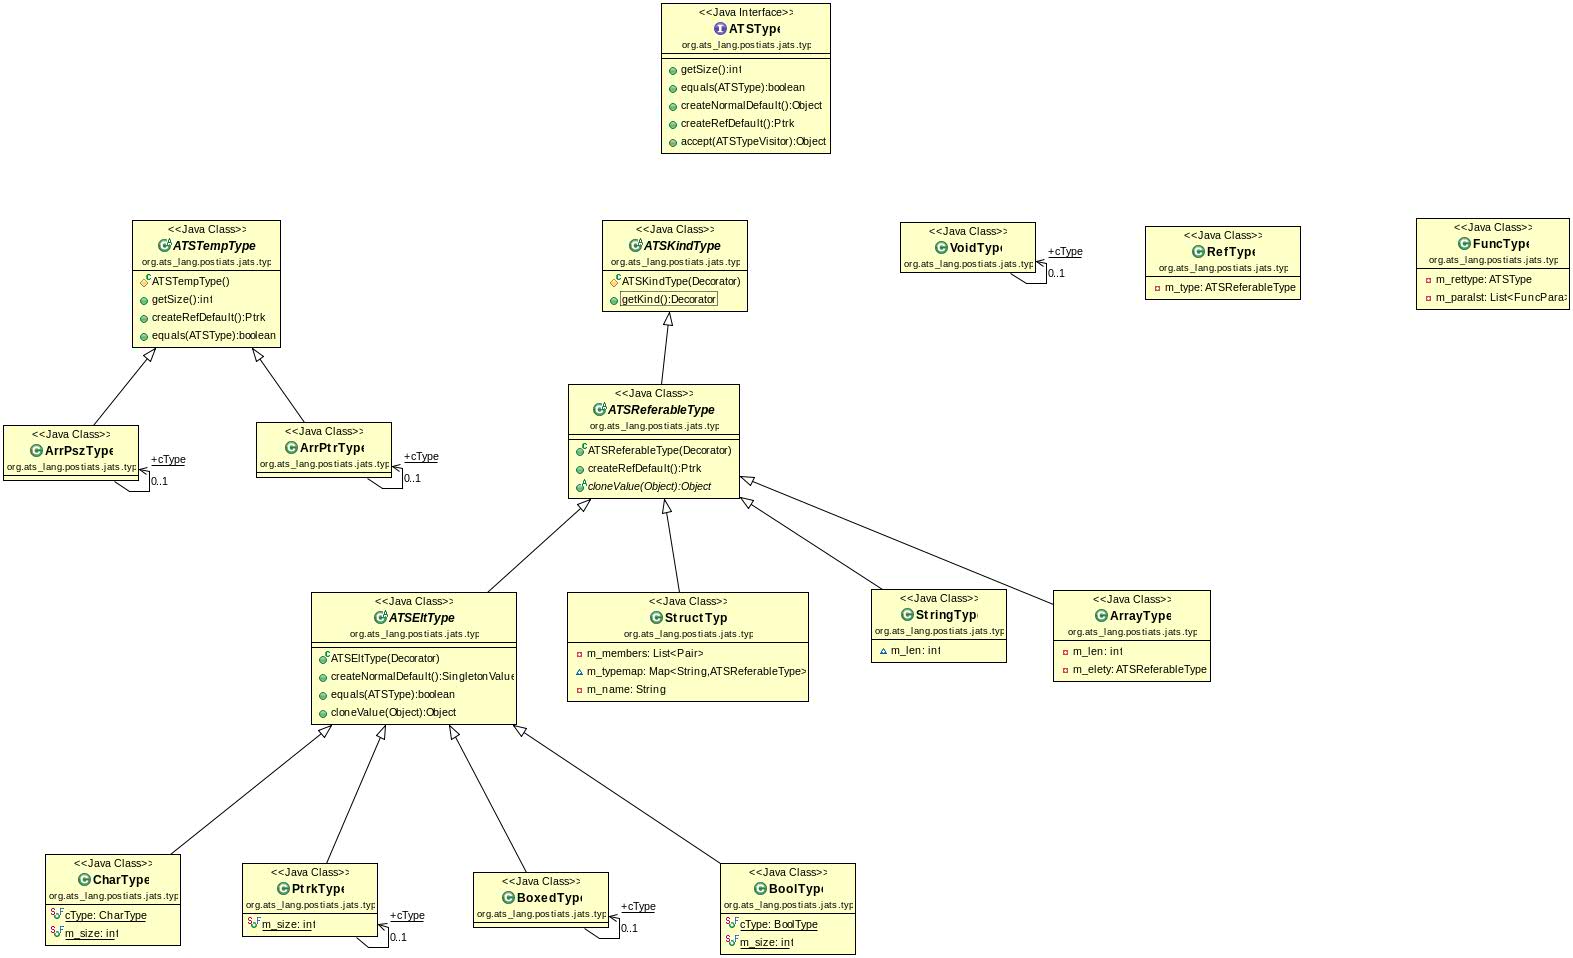 <<Java Interface>>
ATSType
org.ats_lang.postiats.jats.typ
getSize():int
equals(ATSType):boolean
createNormalDefault():Object
createRefDefault():Ptrk
accept(ATSTypeVisitor):Object
<<Java Class>>
ATSTempType
org.ats_lang.postiats.jats.typ
ATSTempType()
getSize():int
createRefDefault():Ptrk
equals(ATSType):boolean
<<Java Class>>
ATSKindType
org.ats_lang.postiats.jats.typ
ATSKindType(Decorator)
getKind():Decorator
<<Java Class>>
VoidType
org.ats_lang.postiats.jats.typ
+cType
0..1
<<Java Class>>
RefType
org.ats_lang.postiats.jats.typ
m_type: ATSReferableType
<<Java Class>>
FuncType
org.ats_lang.postiats.jats.typ
m_rettype: ATSType
m_paralst: List<FuncPara>
<<Java Class>>
ArrPszType
org.ats_lang.postiats.jats.typ
+cType
0..1
<<Java Class>>
ArrPtrType
org.ats_lang.postiats.jats.typ
+cType
0..1
<<Java Class>>
ATSReferableType
org.ats_lang.postiats.jats.typ
ATSReferableType(Decorator)
createRefDefault():Ptrk
cloneValue(Object):Object
<<Java Class>>
ATSEltType
org.ats_lang.postiats.jats.typ
ATSEltType(Decorator)
createNormalDefault():SingletonValue
equals(ATSType):boolean
cloneValue(Object):Object
<<Java Class>>
StructTyp
org.ats_lang.postiats.jats.typ
m_members: List<Pair>
m_typemap: Map<String,ATSReferableType>
m_name: String
<<Java Class>>
StringTyp
org.ats_lang.postiats.jats.typ
m_len: int
<<Java Class>>
ArrayType
org.ats_lang.postiats.jats.typ
m_len: int
m_elety: ATSReferableType
<<Java Class>>
CharType
org.ats_lang.postiats.jats.typ
cType: CharType
m_size: int
<<Java Class>>
PtrkType
org.ats_lang.postiats.jats.typ
m_size: int
+cType
0..1
<<Java Class>>
BoxedType
org.ats_lang.postiats.jats.typ
+cType
0..1
<<Java Class>>
BoolType
org.ats_lang.postiats.jats.typ
cType: BoolType
m_size: int